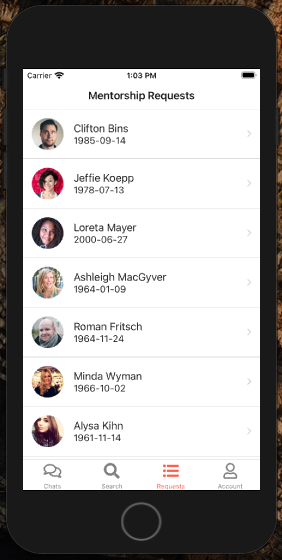 Carrier 1:03 PM
Mentorship Requests
Clifton Bins
1985-09-14
Jeffie Koepp
1978-07-13
Loreta Mayer
2000-06-27
Ashleigh MacGyver
1964-01-09
Roman Fritsch
1964-11-24
Minda Wyman
1966-10-02
Alysa Kihn
1961-11-14
Chats Search Requests Account